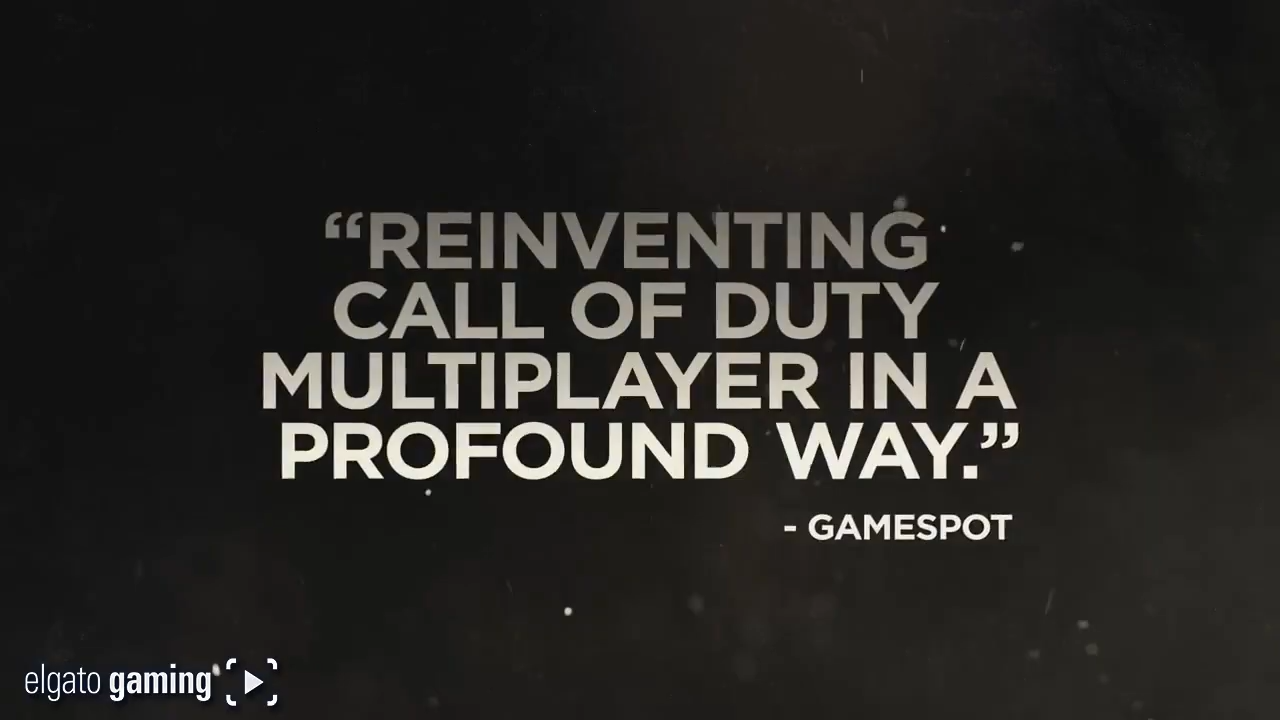 “REINVENTING
CALL OF DUTY
MULTIPLAYER IN A
PROFOUND WAY.”
- GAMESPOT
elgato gaming